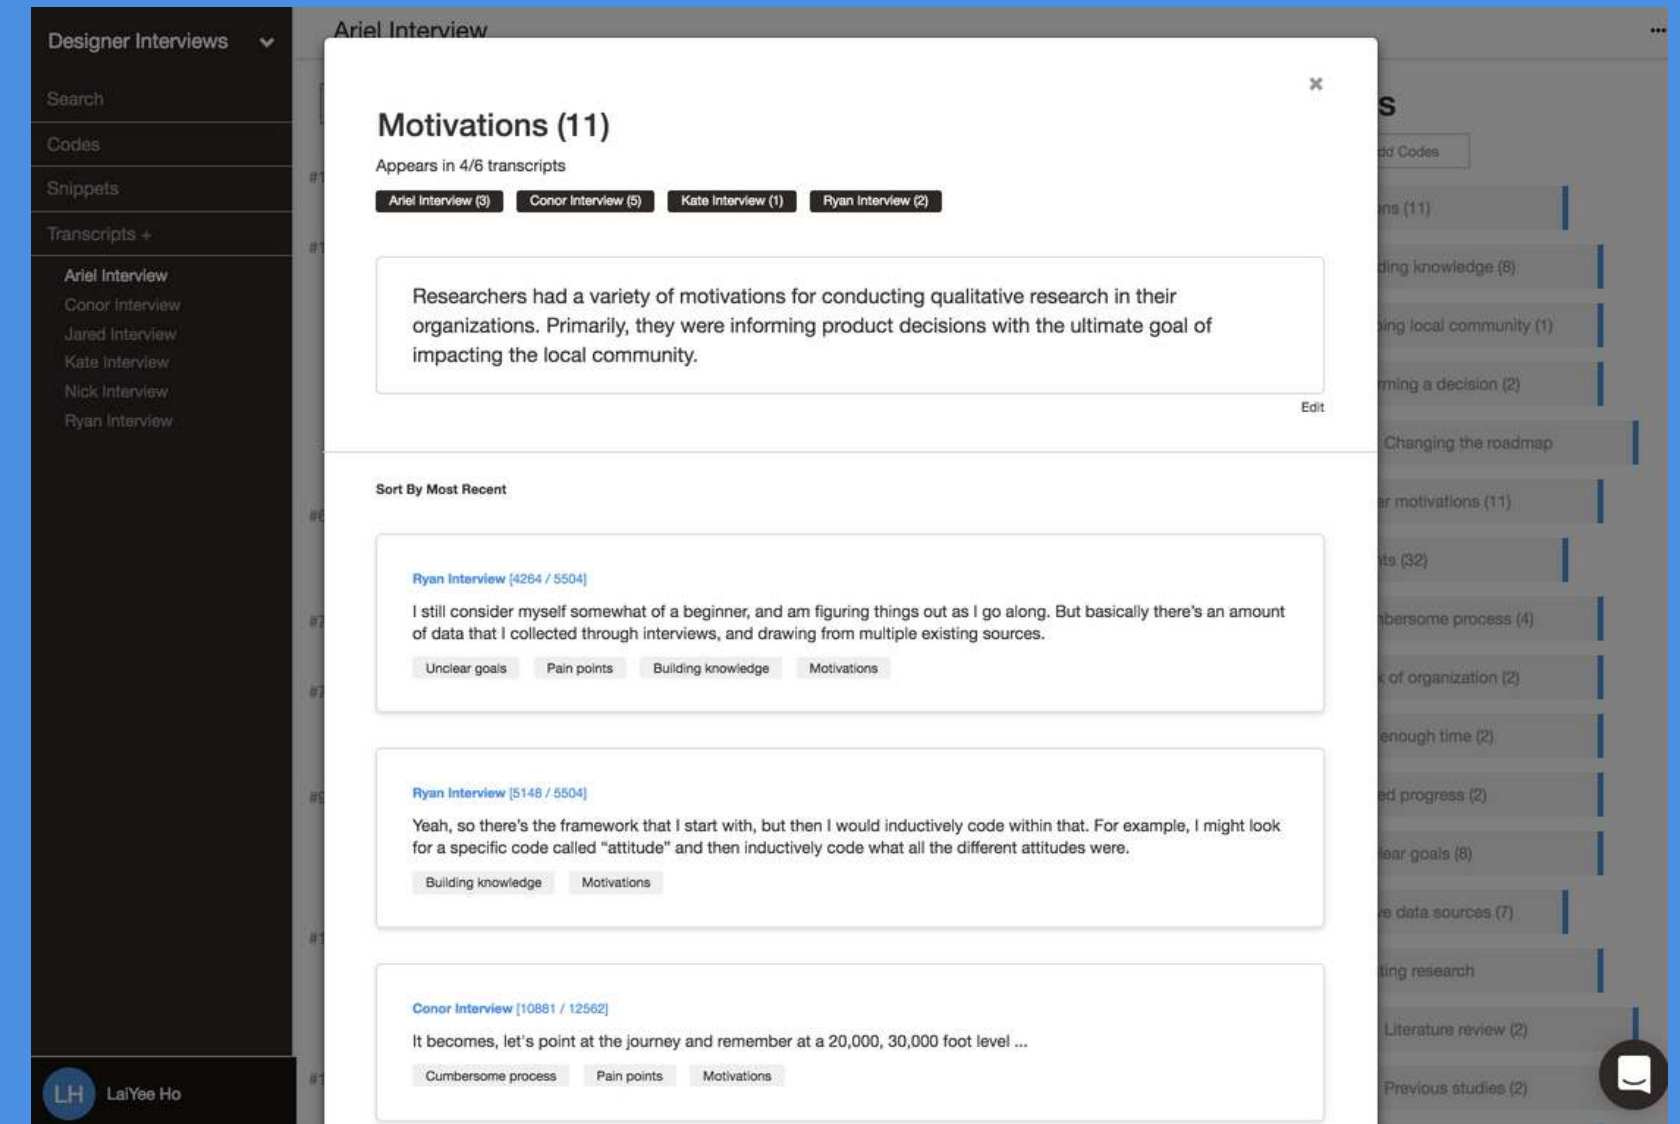 Designer Interviews
Search
Codes
Snippets
Transcripts +
Ariel Interview
Conor Interview
Jared Interview
Kate Interview
Nick Interview
Ryan Interview
LH
LaiYee Ho
Ariel Interview
Motivations (11)
Appears in 4/6 transcripts
Ariel Interview (3) Conor Interview (5) Kate Interview (1) Ryan Interview (2)
Researchers had a variety of motivations for conducting qualitative research in their
organizations. Primarily, they were informing product decisions with the ultimate goal of
impacting the local community.
Edit
Sort By Most Recent
Ryan Interview [4264 / 5504]
I still consider myself somewhat of a beginner, and am figuring things out as I go along. But basically there's an amount
of data that I collected through interviews, and drawing from multiple existing sources.
Unclear goals Pain points Building knowledge Motivations
Ryan Interview [5148 / 5504]
Yeah, so there's the framework that I start with, but then I would inductively code within that. For example, I might look
for a specific code called “attitude” and then inductively code what all the different attitudes were.
Building knowledge Motivations
Conor Interview [10881 / 12562]
It becomes, let's point at the journey and remember at a 20,000, 30,000 foot level ...
Cumbersome process Pain points Motivations
Codes
(11)
knowledge (8)
local community (1)
a decision (2)
Changing the roadmap
motivations (11)
(32)
process (4)
of organization (2)
enough time (2)
progress (2)
goals (8)
data sources (7)
research
Literature review (2)
Previous studies (2)